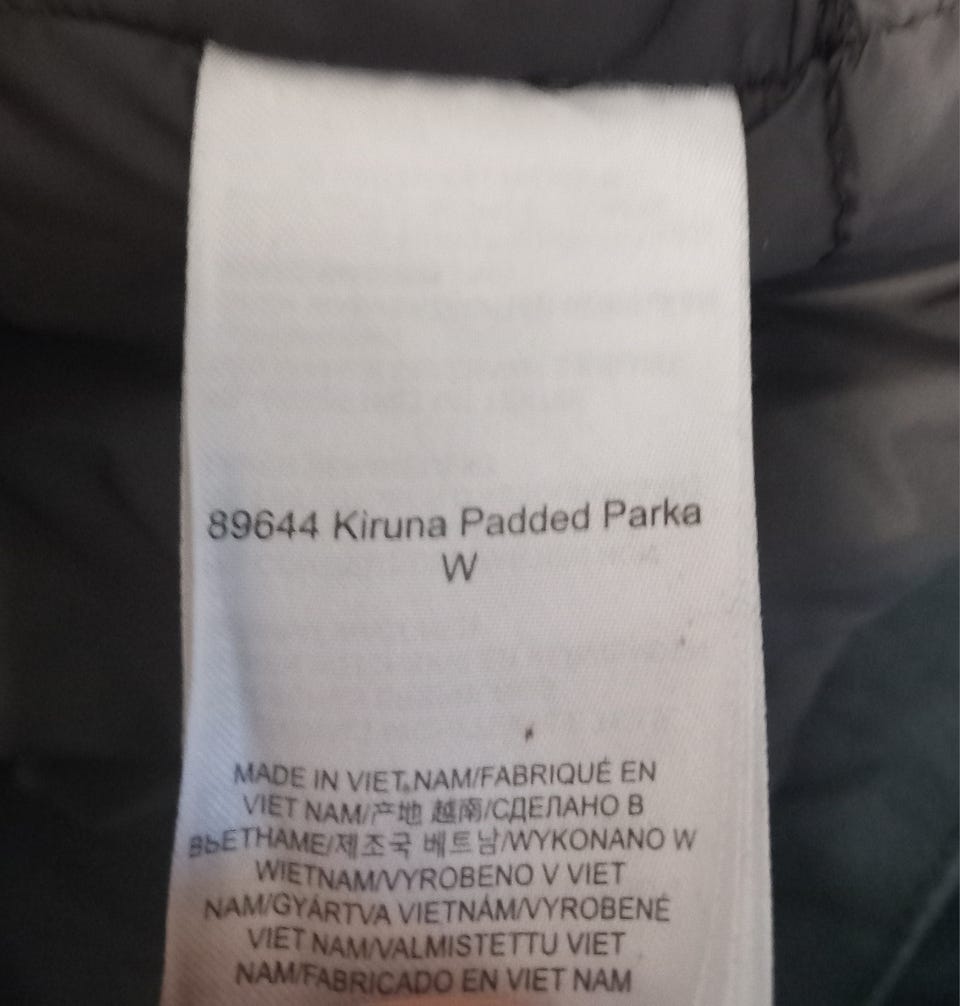 89644 Kiruna Padded Parka
W
MADE IN VIET NAM/FABRIQUÉ EN
VIET NAM/产地 越南/СДЕЛАНО В
ВЬЕТНАМЕ/제조국 베트남/WYKONANO W
WIETNAM/VYROBENO V VIET
NAM/GYÁRTVA VIETNÁM/VYROBENÉ
VIET NAM/VALMISTETTU VIET
NAM/FABRICADO EN VIET NAM